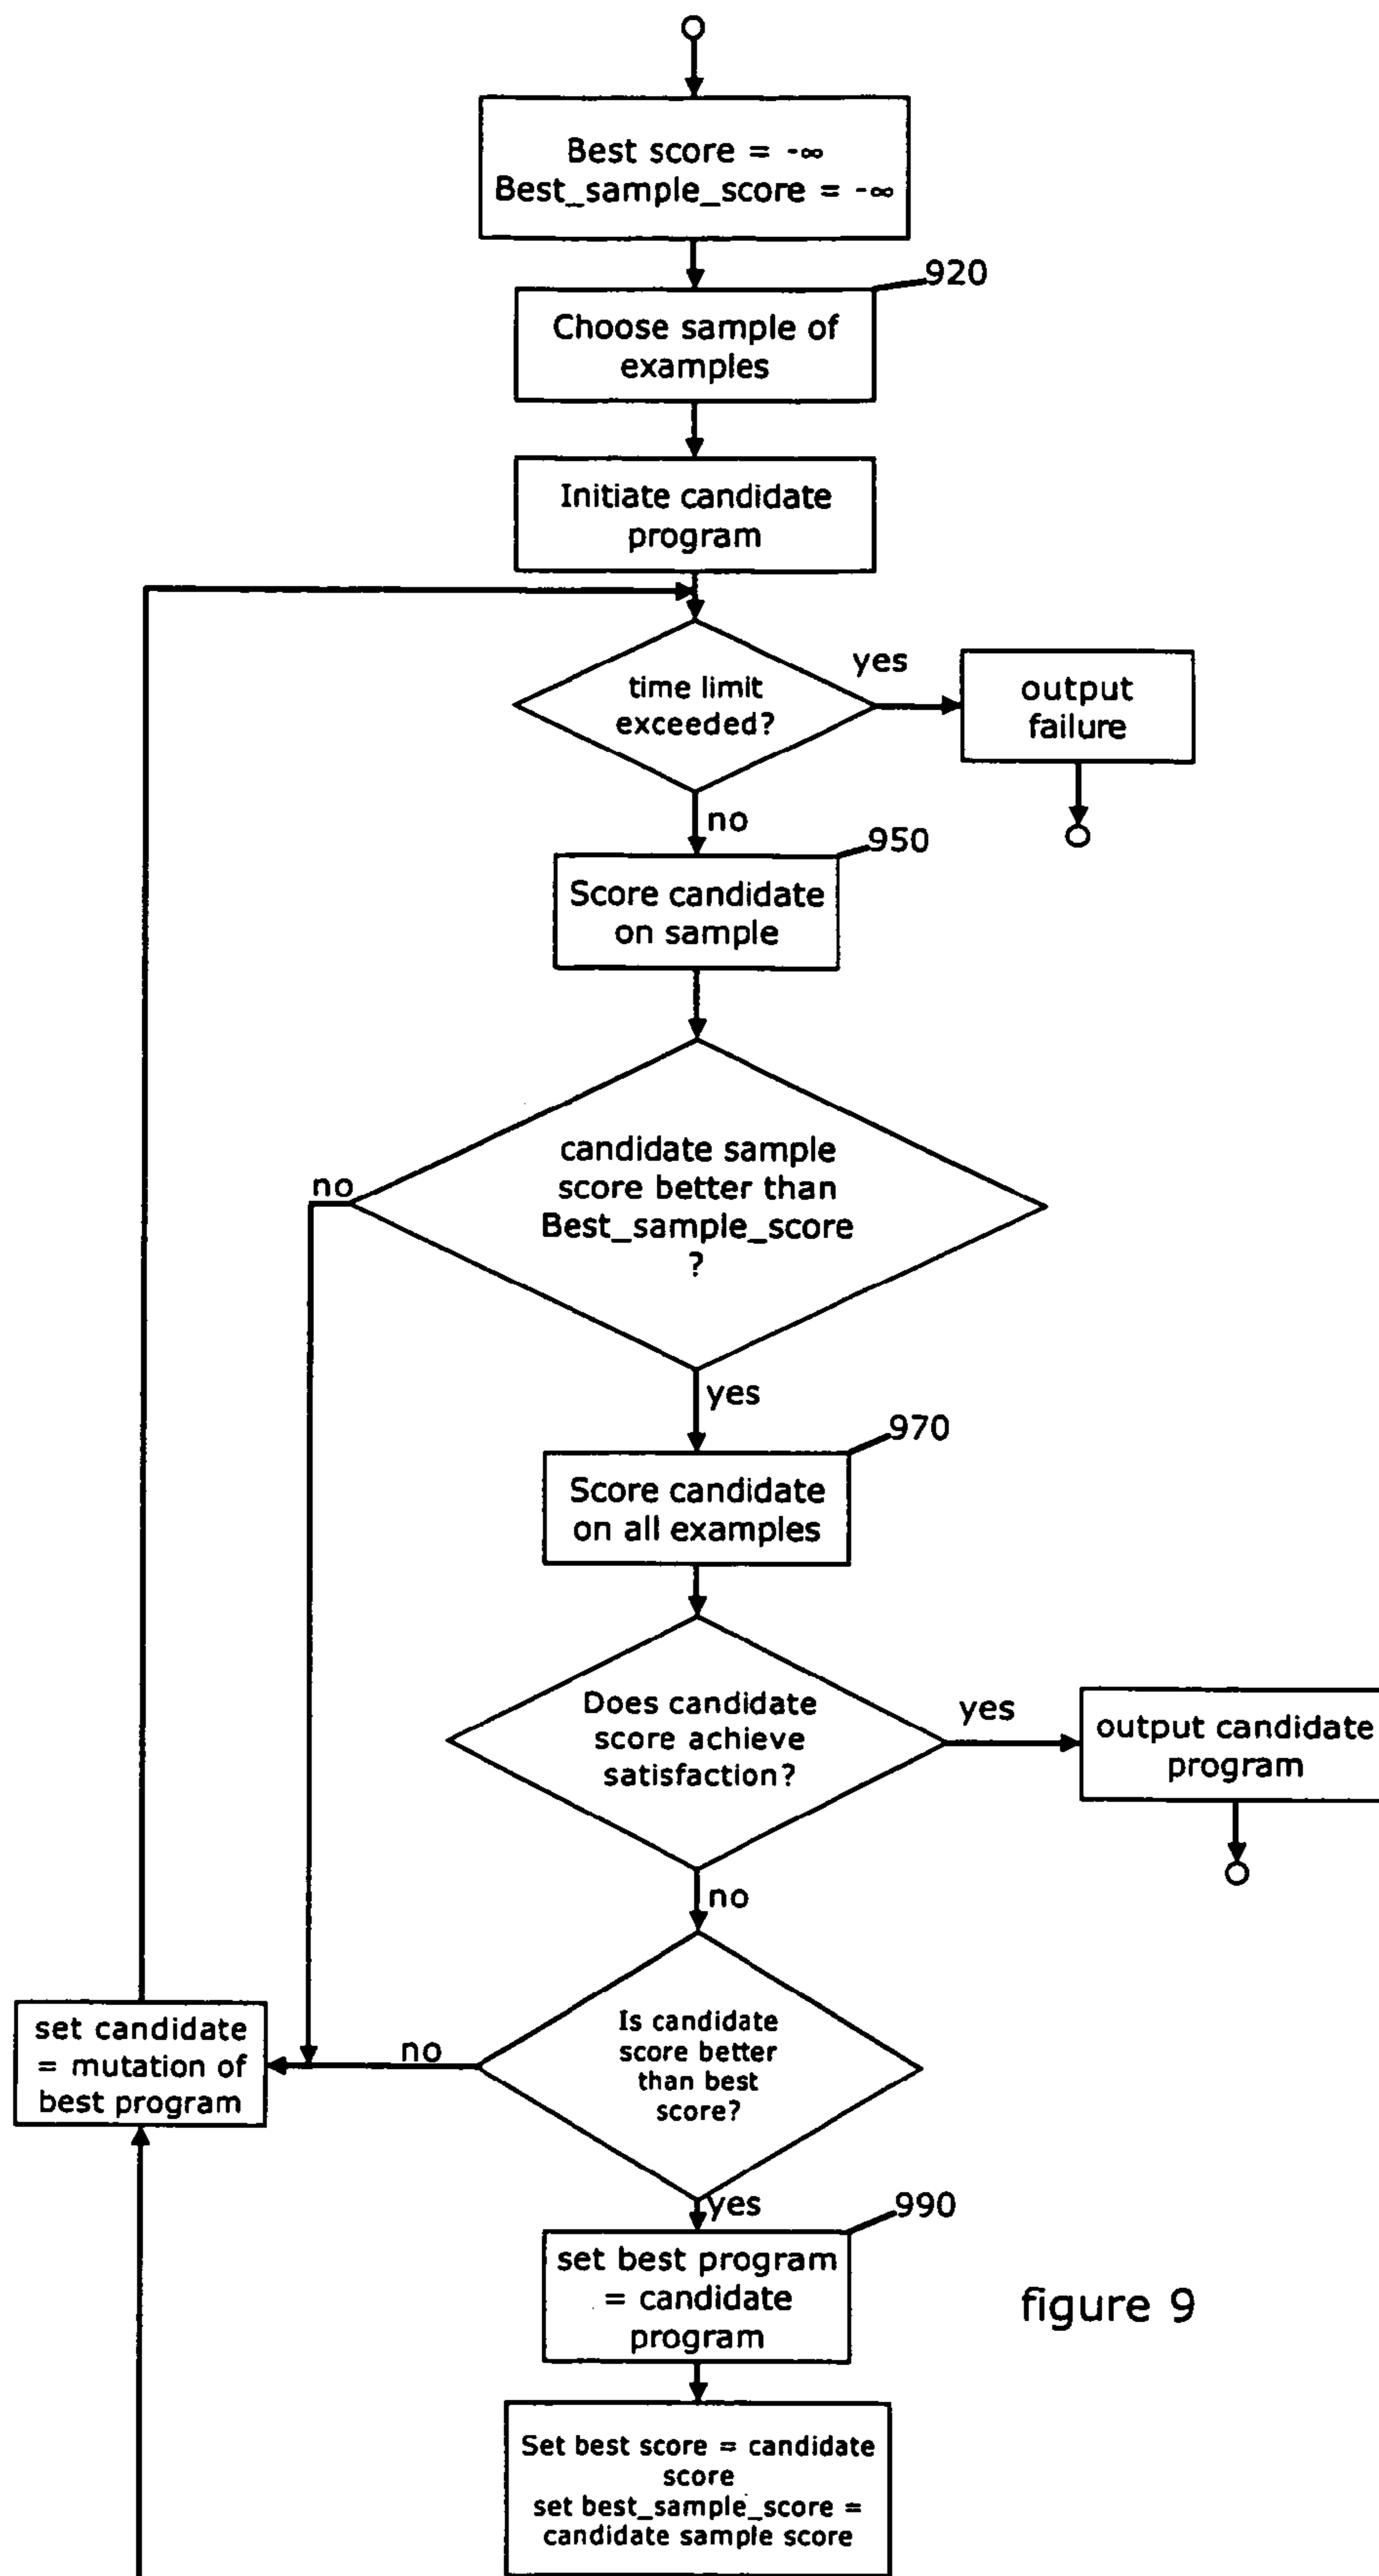 Best score = -∞
Best_sample_score = -∞
920
Choose sample of
examples
Initiate candidate
program
time limit
exceeded?
yes
output
failure
no
950
Score candidate
on sample
candidate sample
score better than
Best_sample_score
?
no
yes
970
Score candidate
on all examples
Does candidate
score achieve
satisfaction?
yes
output candidate
program
no
Is candidate
score better
than best
score?
no
set candidate
= mutation of
best program
yes
990
set best program
= candidate
program
figure 9
Set best score = candidate
score
set best_sample_score =
candidate sample score